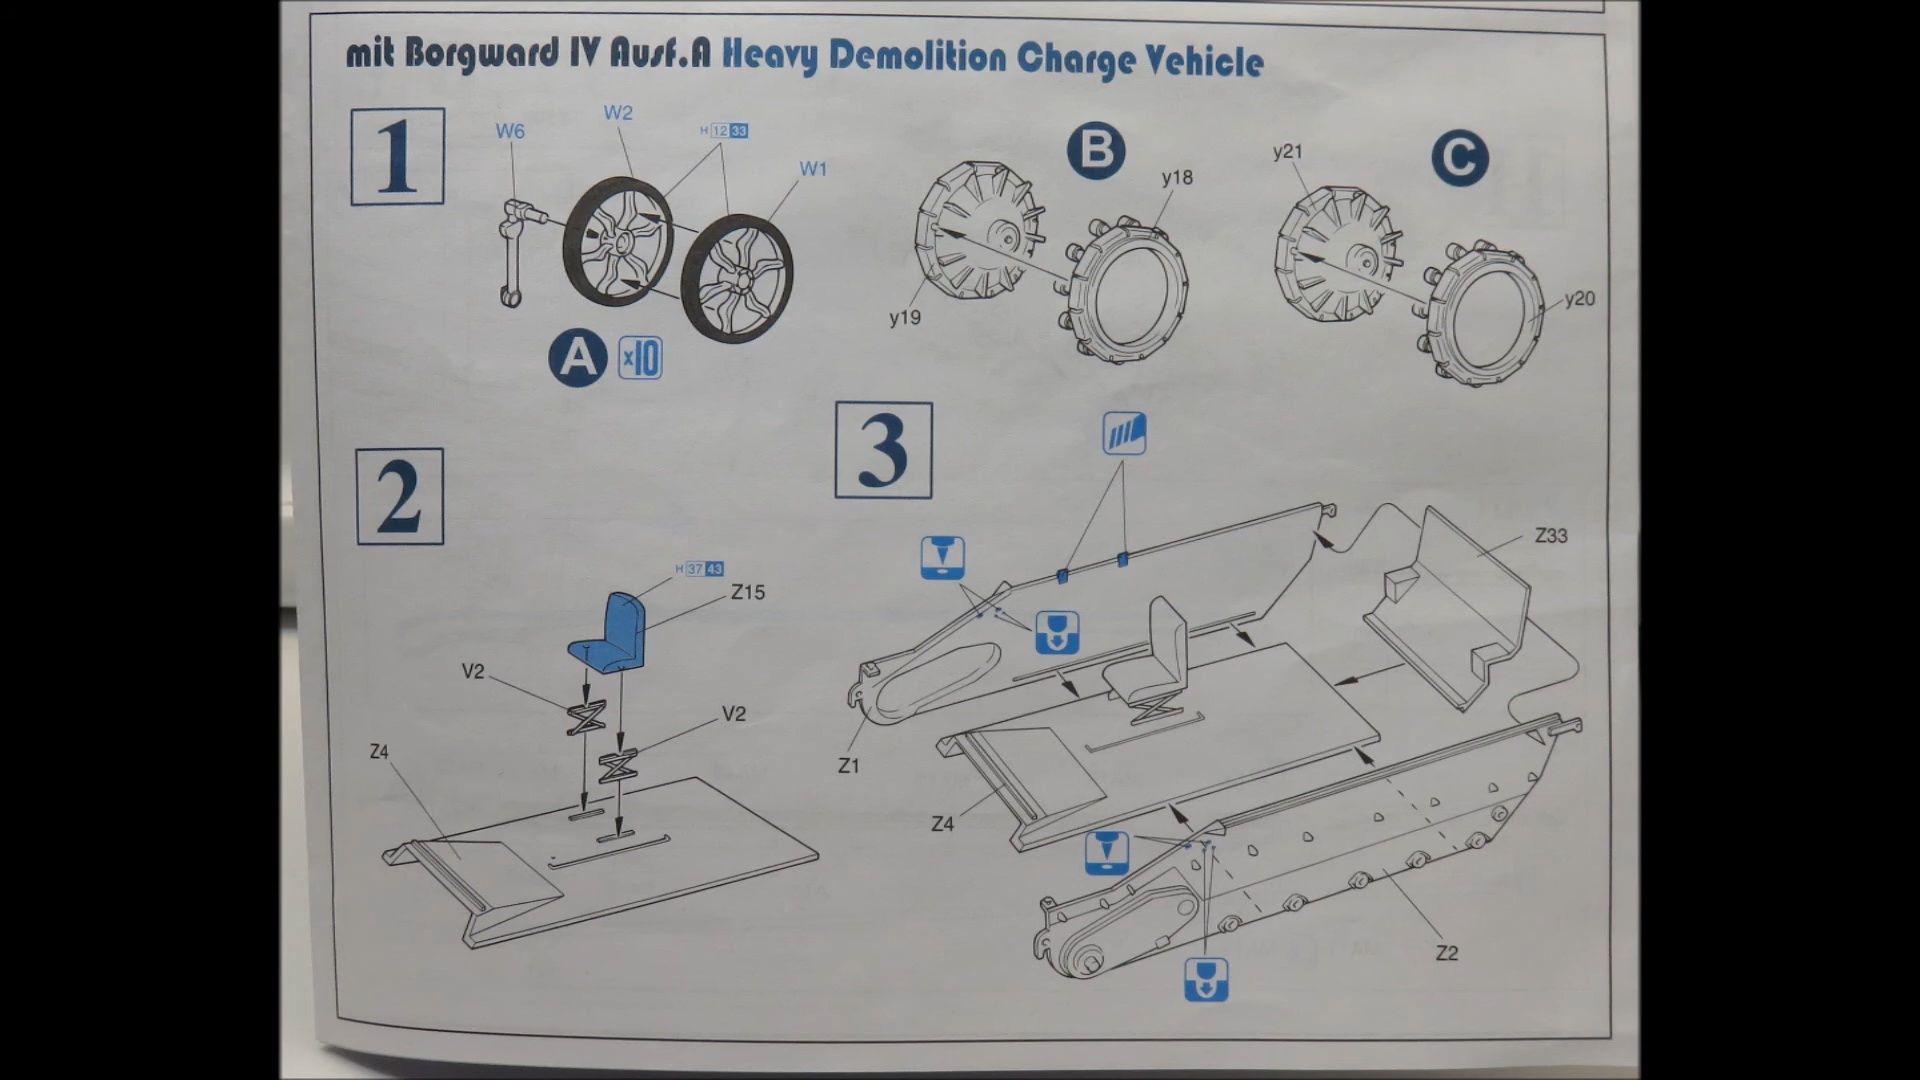 mit Borgward IV Ausf.A Heavy Demolition Charge Vehicle
1
W6
W2
H 12 33
W1
A x10
B
y18
y19
C
y21
y20
2
H 37 43
Z15
V2
V2
Z4
3
Z33
Z1
Z4
Z2